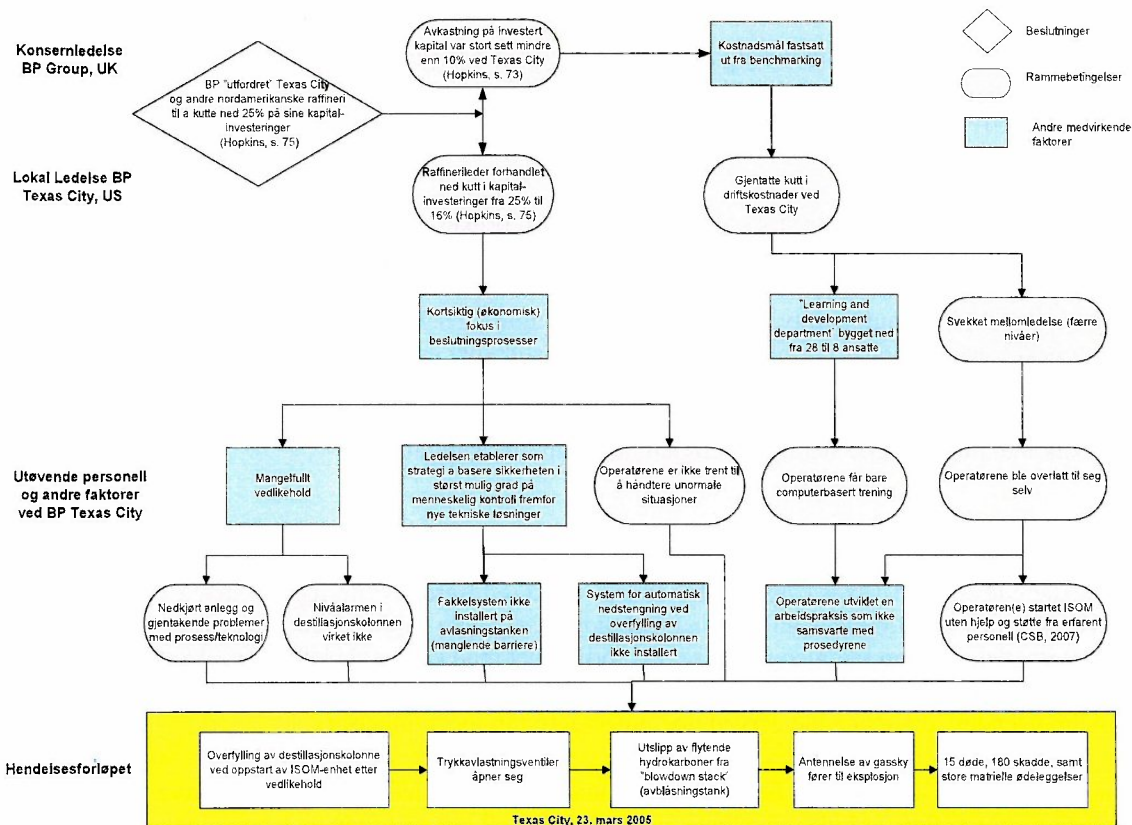 Konsernledelse
BP Group, UK
BP "utfordret" Texas City
og andre nordamerikanske raffineri
til a kutte ned 25% på sine kapital-
investeringer
(Hopkins, s. 75)
Avkastning på investert
kapital var stort sett mindre
enn 10% ved Texas City
(Hopkins, s. 73)
Kostnadsmål fastsatt
ut fra benchmarking
Beslutninger
Rammebetingelser
Andre medvirkende
faktorer
Lokal Ledelse BP
Texas City, US
Raffinerileder forhandlet
ned kutt i kapital-
investeringer fra 25% til
16% (Hopkins, s. 75)
Gjentatte kutt i
driftskostnader ved
Texas City
Kortsiktig (økonomisk)
fokus i
beslutningsprosesser
"Learning and
development
department" bygget ned
fra 28 til 8 ansatte
Svekket mellomledelse (færre
nivåer)
Utøvende personell
og andre faktorer
ved BP Texas City
Mangelfullt
vedlikehold
Ledelsen etablerer som
strategi a basere sikkerheten i
størst mulig grad på
menneskelig kontroll fremfor
nye tekniske løsninger
Operatørene er ikke trent til
å håndtere unormale
situasjoner
Operatørene får bare
computerbasert trening
Operatørene ble overlatt til seg
selv
Nedkjørt anlegg og
gjentakende problemer
med prosess/teknologi
Nivåalarmen i
destillasjonskolonnen
virket ikke
Fakkelsystem ikke
installert på
avlasningstanken
(manglende barriere)
System for automatisk
nedstengning ved
overfylling av
destillasjonskolonnen
ikke installert
Operatørene utviklet en
arbeidspraksis som ikke
samsvarte med
prosedyrene
Operatøren(e) startet ISOM
uten hjelp og støtte fra erfarent
personell (CSB, 2007)
Hendelsesforløpet
Overfylling av destillasjonskolonne
ved oppstart av ISOM-enhet etter
vedlikehold
Trykkavlastningsventiler
åpner seg
Utslipp av flytende
hydrokarboner fra
"blowdown stack"
(avblåsningstank)
Antennelse av gassky
fører til eksplosjon
15 døde, 180 skadde, samt
store matrielle ødeleggelser
Texas City, 23. mars 2005